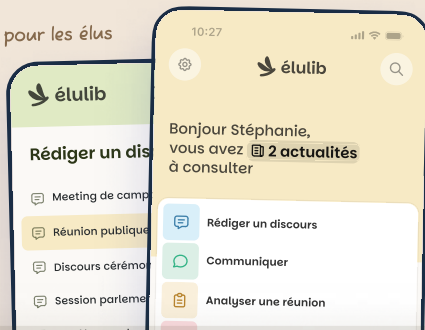 pour les élus
élulib
Rédiger un dis
Meeting de camp
Réunion publique
Discours cérémo
Session parleme
10:27
élulib
Bonjour Stéphanie,
vous avez 2 actualités
à consulter
Rédiger un discours
Communiquer
Analyser une réunion